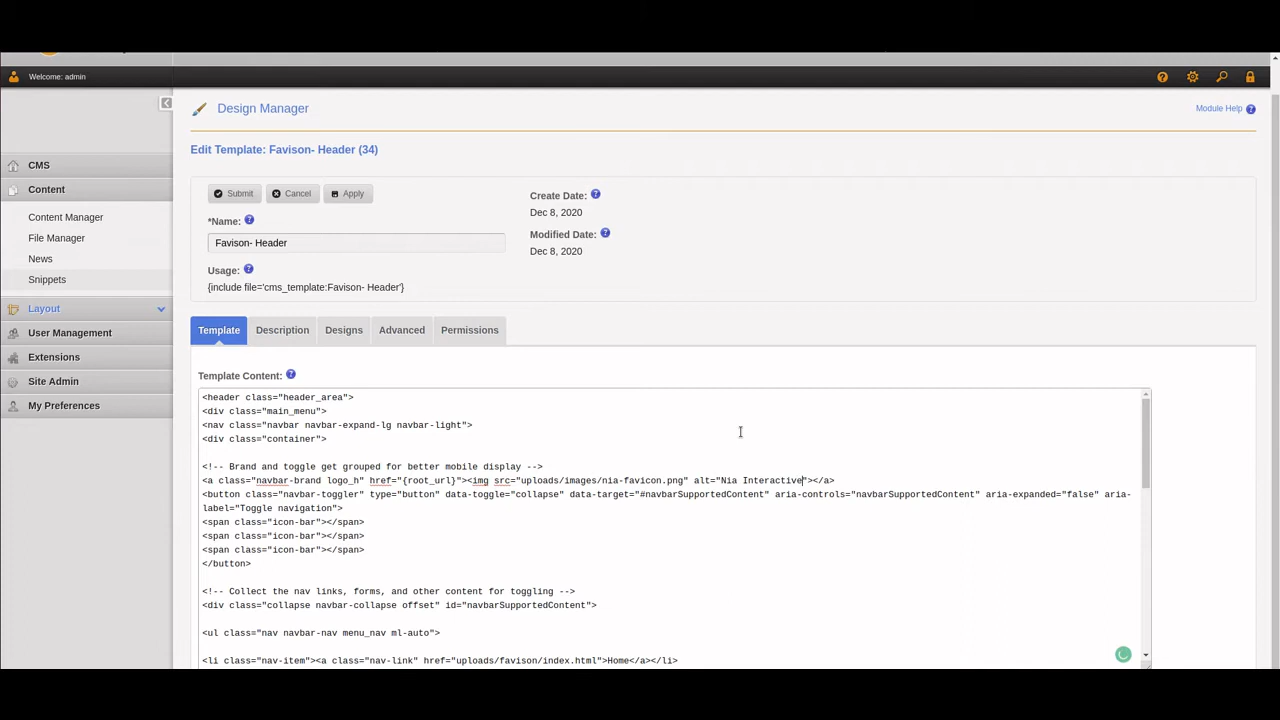 Welcome: admin
Design Manager
Module Help
Edit Template: Favison- Header (34)
CMS
Content
Content Manager
File Manager
News
Snippets
Layout
User Management
Extensions
Site Admin
My Preferences
Submit
Cancel
Apply
*Name:
Favison- Header
Usage:
{include file='cms_template:Favison- Header'}
Create Date:
Dec 8, 2020
Modified Date:
Dec 8, 2020
Template
Description
Designs
Advanced
Permissions
Template Content:
<header class="header_area">
<div class="main_menu">
<nav class="navbar navbar-expand-lg navbar-light">
<div class="container">
<!-- Brand and toggle get grouped for better mobile display -->
<a class="navbar-brand logo_h" href="{root_url}"><img src="uploads/images/nia-favicon.png" alt="Nia Interactive"></a>
<button class="navbar-toggler" type="button" data-toggle="collapse" data-target="#navbarSupportedContent" aria-controls="navbarSupportedContent" aria-expanded="false" aria-
label="Toggle navigation">
<span class="icon-bar"></span>
<span class="icon-bar"></span>
<span class="icon-bar"></span>
</button>
<!-- Collect the nav links, forms, and other content for toggling -->
<div class="collapse navbar-collapse offset" id="navbarSupportedContent">
<ul class="nav navbar-nav menu_nav ml-auto">
<li class="nav-item"><a class="nav-link" href="uploads/favison/index.html">Home</a></li>